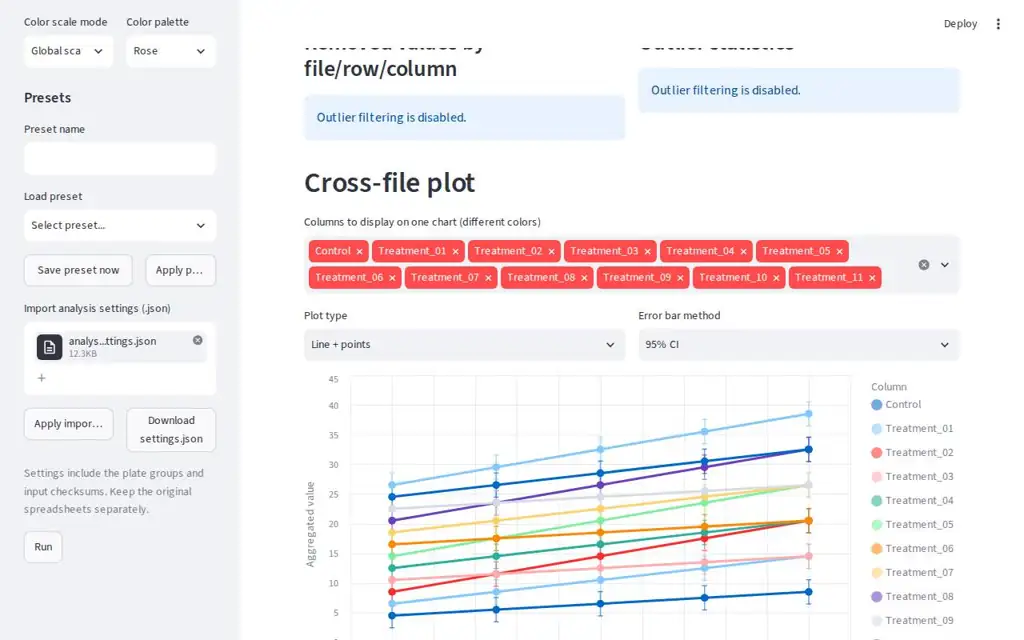 Color scale mode
Color palette
Global sca
Rose
Presets
Preset name
Load preset
Select preset...
Save preset now
Apply p...
Import analysis settings (.json)
analys...ttings.json
12.3KB
+
Apply impor...
Download
settings.json
Settings include the plate groups and
input checksums. Keep the original
spreadsheets separately.
Run
Deploy
Removed values by
file/row/column
Outlier filtering is disabled.
Outlier statistics
Outlier filtering is disabled.
Cross-file plot
Columns to display on one chart (different colors)
Control × Treatment_01 × Treatment_02 × Treatment_03 × Treatment_04 × Treatment_05 ×
Treatment_06 × Treatment_07 × Treatment_08 × Treatment_09 × Treatment_10 × Treatment_11 ×
Plot type
Line + points
Error bar method
95% CI
Aggregated value
45
40
35
30
25
20
15
10
5
Column
Control
Treatment_01
Treatment_02
Treatment_03
Treatment_04
Treatment_05
Treatment_06
Treatment_07
Treatment_08
Treatment_09